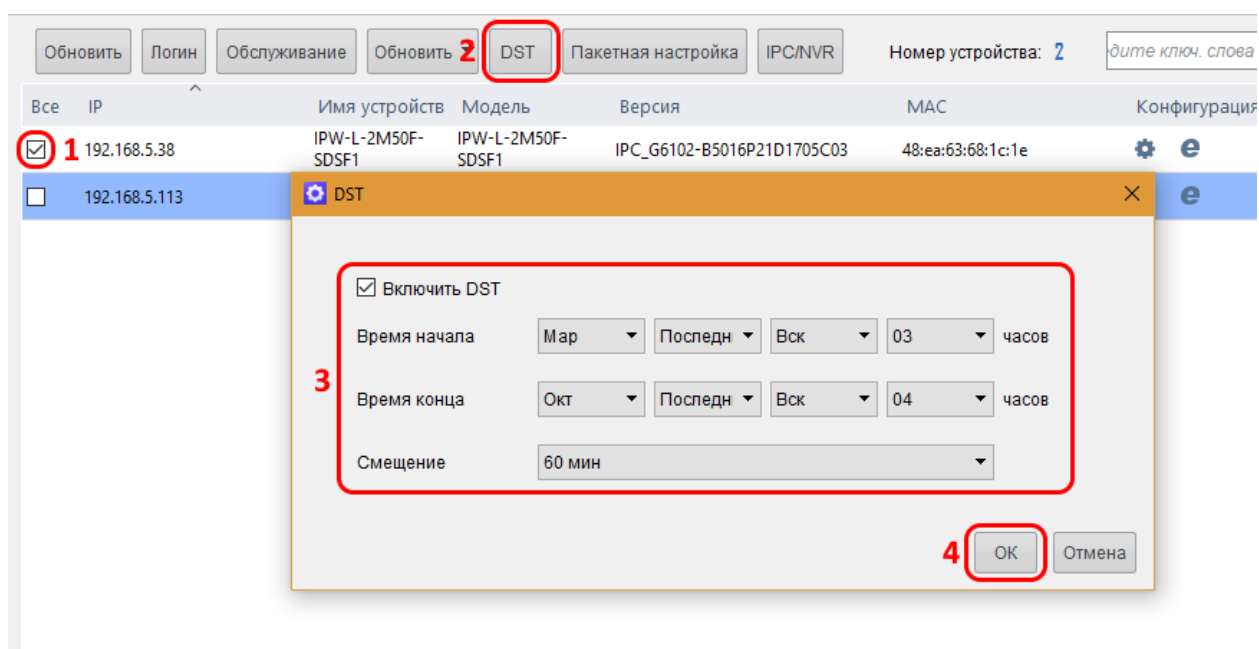 Обновить Логин Обслуживание Обновить 2 DST Пакетная настройка IPC/NVR Номер устройства: 2 дите ключ. слова
Все IP Имя устройств Модель Версия MAC Конфигурация
1 192.168.5.38 IPW-L-2M50F-SDSF1 IPW-L-2M50F-SDSF1 IPC_G6102-B5016P21D1705C03 48:ea:63:68:1c:1e
192.168.5.113
DST
Включить DST
Время начала Мар Последн Вск 03 часов
3
Время конца Окт Последн Вск 04 часов
Смещение 60 мин
4 OK Отмена